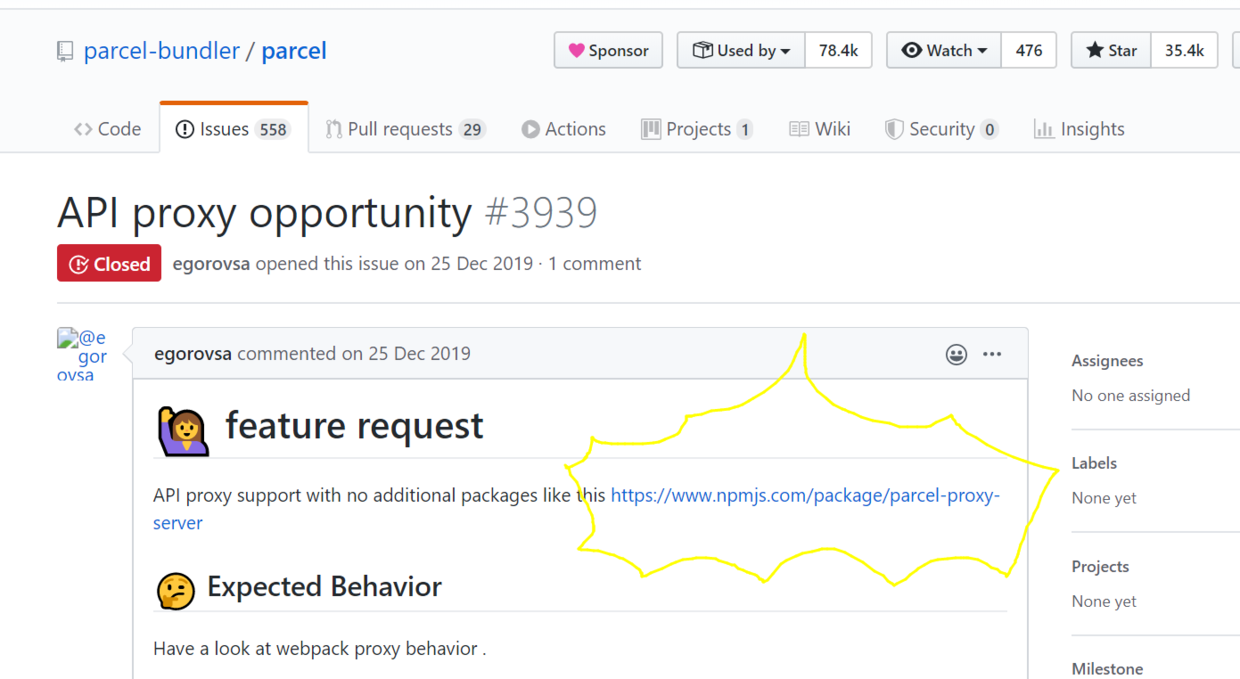 parcel-bundler / parcel
Sponsor
Used by 78.4k
Watch 476
Star 35.4k
Code
Issues 558
Pull requests 29
Actions
Projects 1
Wiki
Security 0
Insights
API proxy opportunity #3939
Closed
egorovsa opened this issue on 25 Dec 2019 · 1 comment
@e
gor
ovsa
egorovsa commented on 25 Dec 2019
feature request
API proxy support with no additional packages like this https://www.npmjs.com/package/parcel-proxy-
server
Expected Behavior
Have a look at webpack proxy behavior .
Assignees
No one assigned
Labels
None yet
Projects
None yet
Milestone